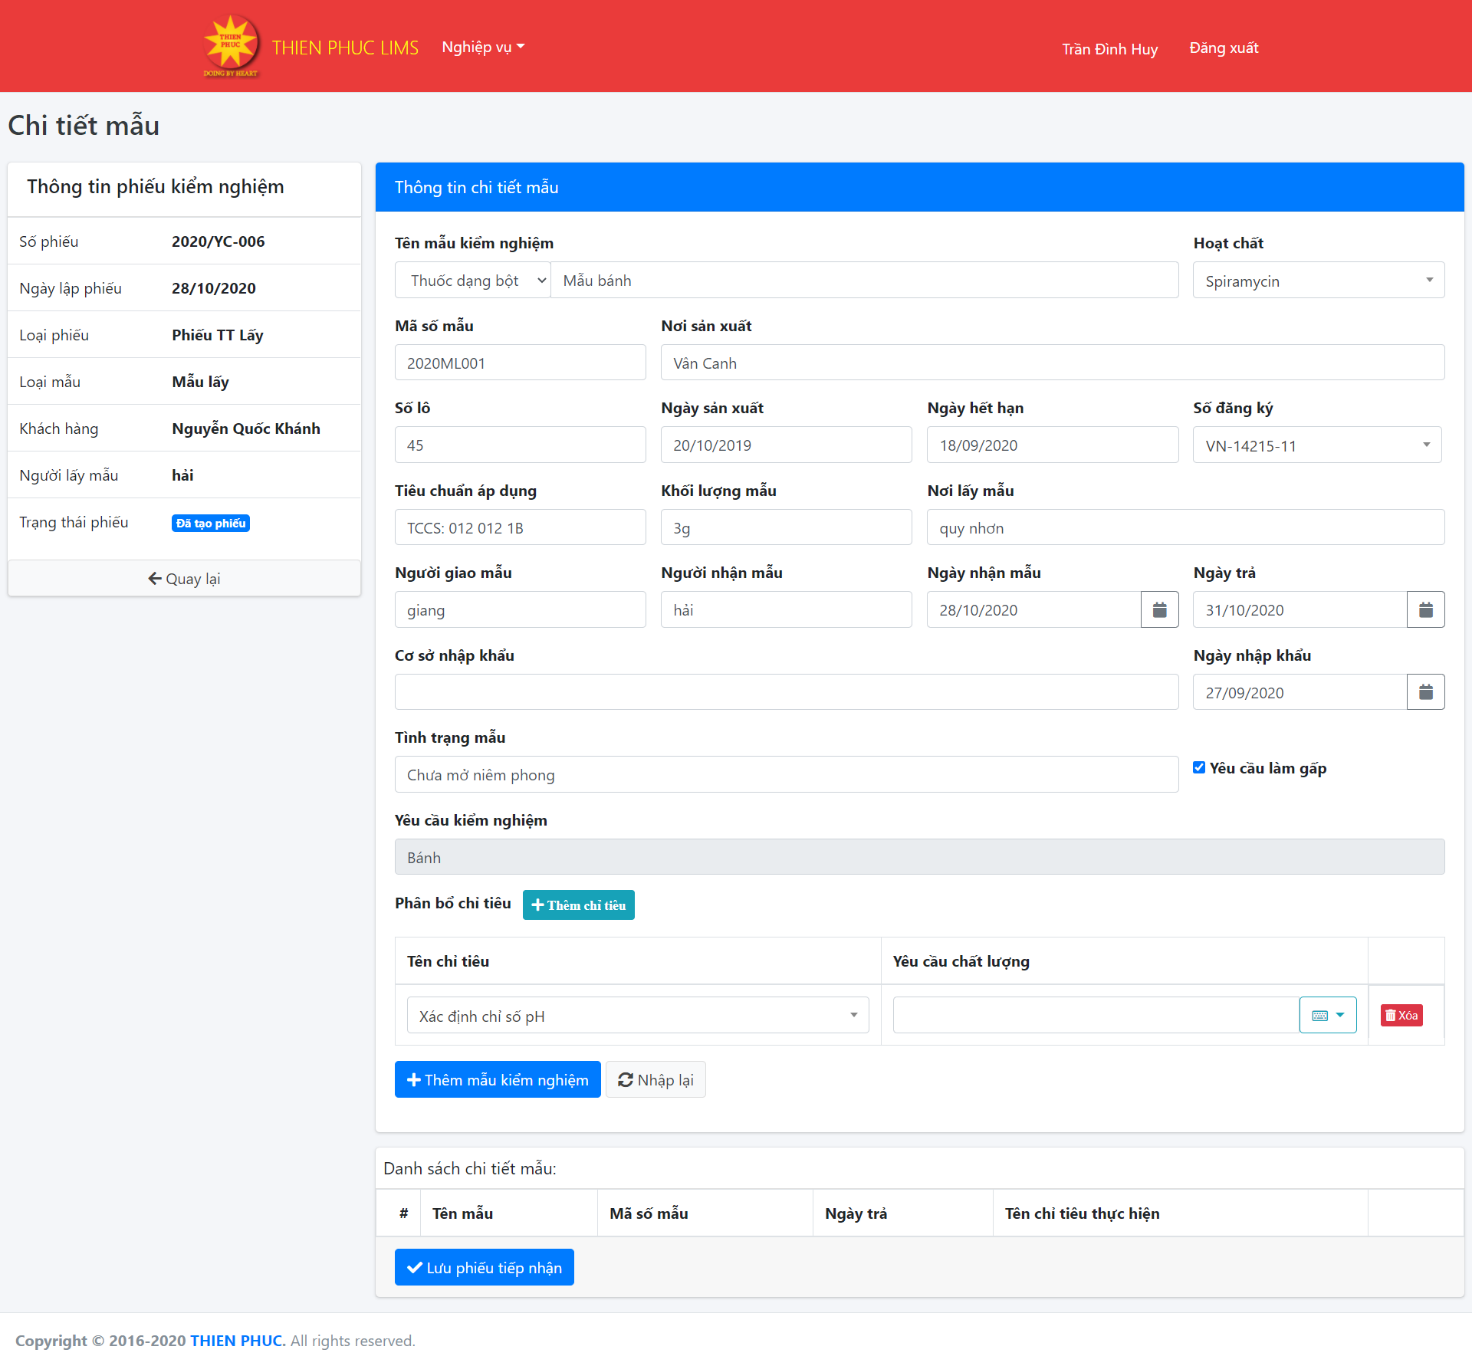 THIEN PHUC
DOING BY HEART
THIEN PHUC LIMS
Nghiệp vụ
Trần Đình Huy
Đăng xuất
Chi tiết mẫu
Thông tin phiếu kiểm nghiệm
Số phiếu 2020/YC-006
Ngày lập phiếu 28/10/2020
Loại phiếu Phiếu TT Lấy
Loại mẫu Mẫu lấy
Khách hàng Nguyễn Quốc Khánh
Người lấy mẫu hải
Trạng thái phiếu Đã tạo phiếu
Quay lại
Thông tin chi tiết mẫu
Tên mẫu kiểm nghiệm Hoạt chất
Thuốc dạng bột Mẫu bánh Spiramycin
Mã số mẫu Nơi sản xuất
2020ML001 Vân Canh
Số lô Ngày sản xuất Ngày hết hạn Số đăng ký
45 20/10/2019 18/09/2020 VN-14215-11
Tiêu chuẩn áp dụng Khối lượng mẫu Nơi lấy mẫu
TCCS: 012 012 1B 3g quy nhơn
Người giao mẫu Người nhận mẫu Ngày nhận mẫu Ngày trả
giang hải 28/10/2020 31/10/2020
Cơ sở nhập khẩu Ngày nhập khẩu
27/09/2020
Tình trạng mẫu
Chưa mở niêm phong Yêu cầu làm gấp
Yêu cầu kiểm nghiệm
Bánh
Phân bổ chỉ tiêu Thêm chỉ tiêu
Tên chỉ tiêu Yêu cầu chất lượng
Xác định chỉ số pH Xóa
Thêm mẫu kiểm nghiệm Nhập lại
Danh sách chi tiết mẫu:
# Tên mẫu Mã số mẫu Ngày trả Tên chỉ tiêu thực hiện
Lưu phiếu tiếp nhận
Copyright © 2016-2020 THIEN PHUC. All rights reserved.